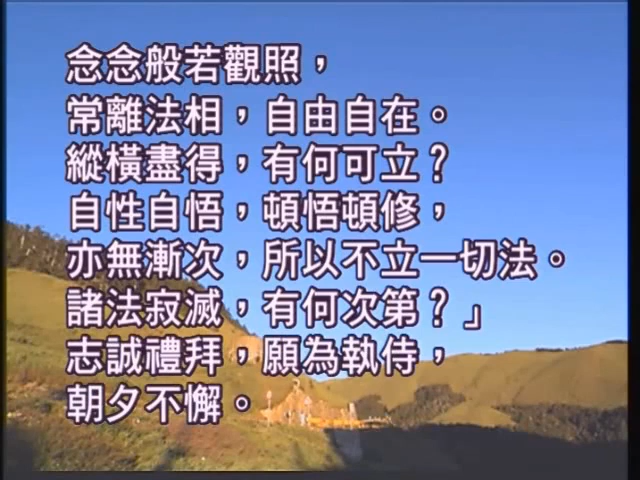 念念般若觀照，
常離法相，自由自在。
縱橫盡得，有何可立？
自性自悟，頓悟頓修，
亦無漸次，所以不立一切法。
諸法寂滅，有何次第？」
志誠禮拜，願為執侍，
朝夕不懈。